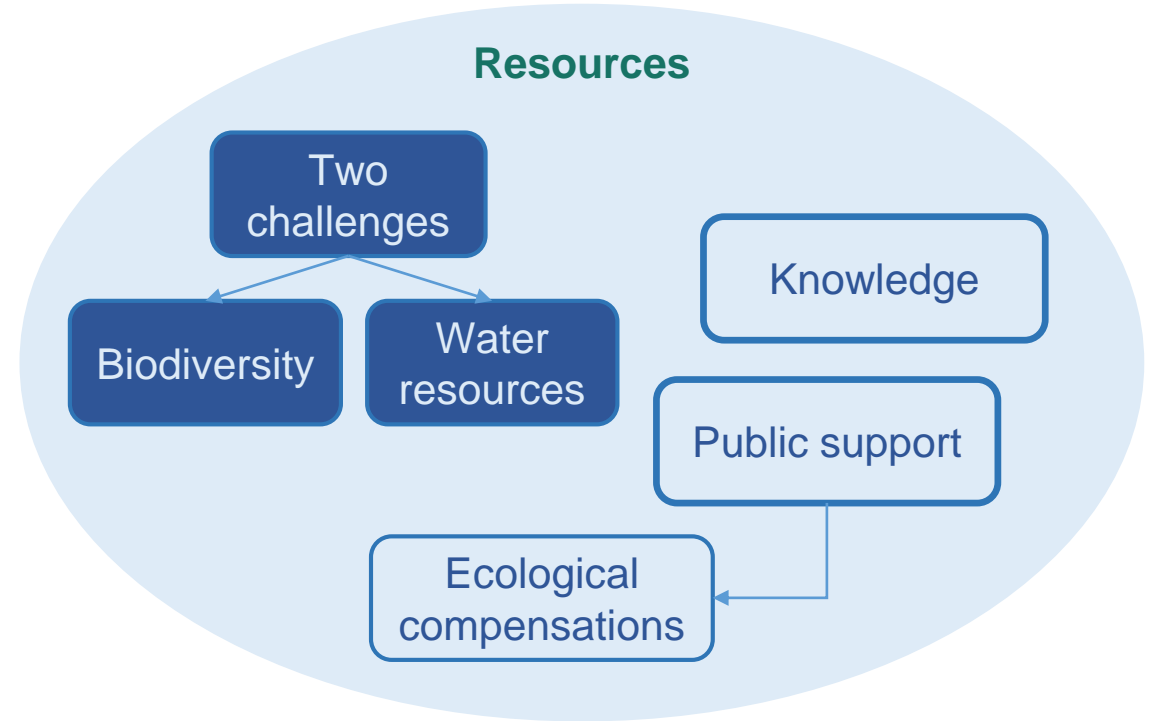 Resources
Two
challenges
Biodiversity
Water
resources
Knowledge
Public support
Ecological
compensations